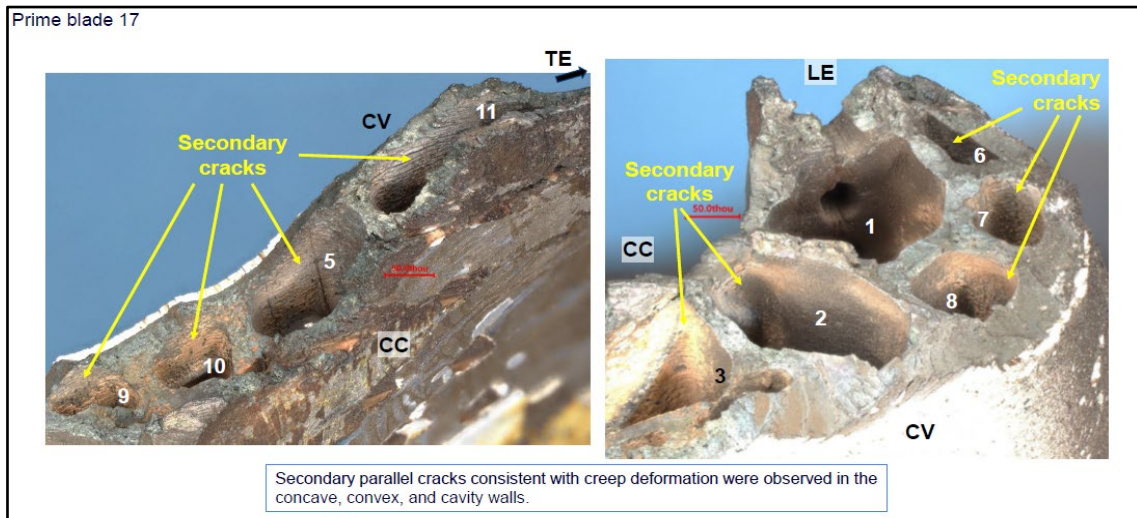 Prime blade 17
TE
CV
11
Secondary
cracks
5
CC
10
9
LE
Secondary
cracks
6
Secondary
cracks
50.0thou
1
7
CC
8
2
3
CV
Secondary parallel cracks consistent with creep deformation were observed in the
concave, convex, and cavity walls.